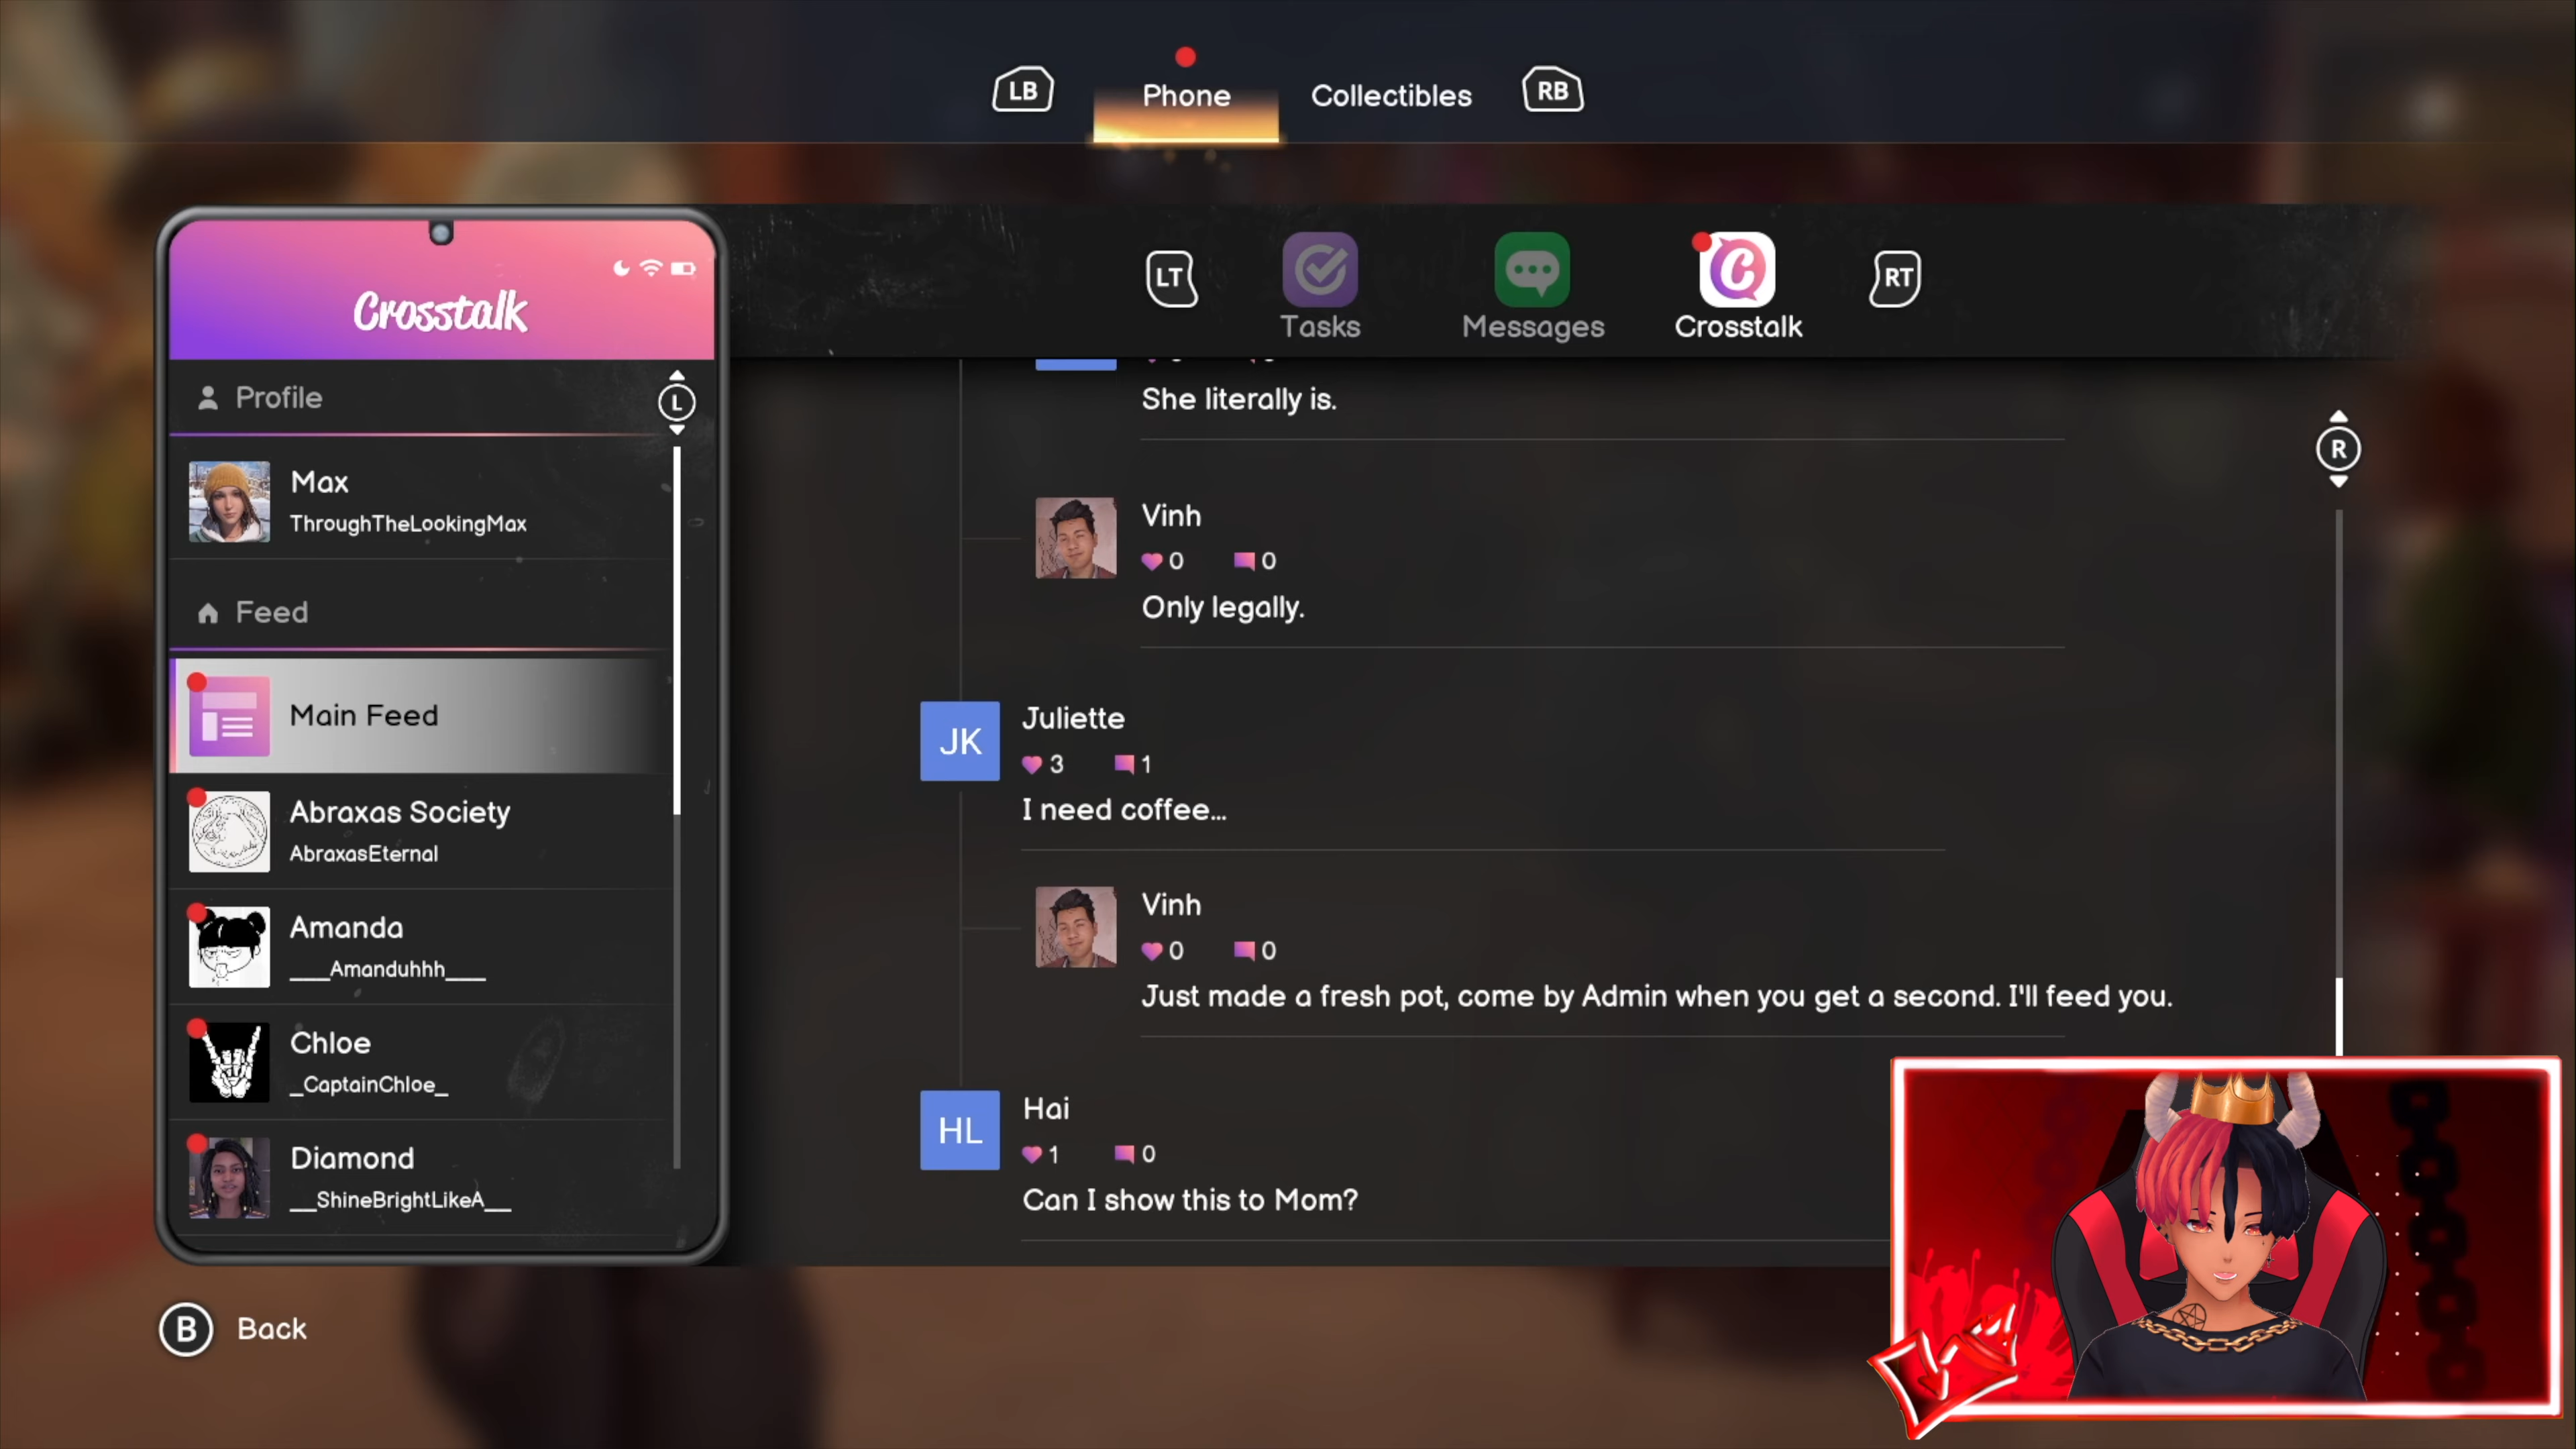 LB
Phone
Collectibles
RB
Crosstalk
LT
Tasks
Messages
Crosstalk
RT
Profile
L
Max
ThroughTheLookingMax
Feed
Main Feed
Abraxas Society
AbraxasEternal
Amanda
___Amanduhhh___
Chloe
_CaptainChloe_
Diamond
__ShineBrightLikeA__
She literally is.
R
Vinh
0 0
Only legally.
JK
Juliette
3 1
I need coffee...
Vinh
0 0
Just made a fresh pot, come by Admin when you get a second. I'll feed you.
HL
Hai
1 0
Can I show this to Mom?
B Back